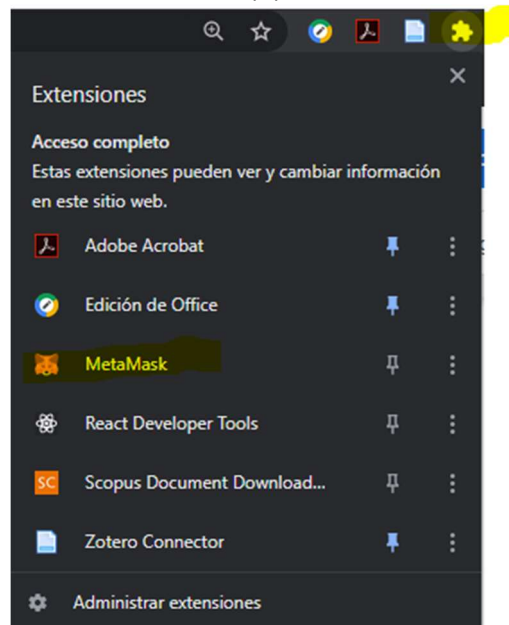 Extensiones
Acceso completo
Estas extensiones pueden ver y cambiar información
en este sitio web.
Adobe Acrobat
Edición de Office
MetaMask
React Developer Tools
SC
Scopus Document Download...
Zotero Connector
Administrar extensiones